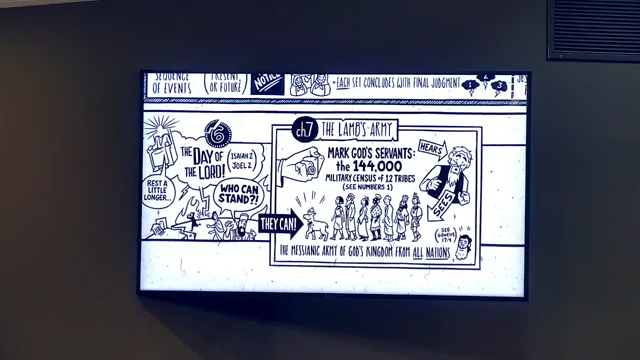 SEQUENCE
OF EVENTS
(PRESENT
OR FUTURE)
NOTICE
• EACH SET CONCLUDES WITH FINAL JUDGMENT
1
3
6
THE DAY OF
THE LORD!
(ISAIAH 2
JOEL 2)
REST A
LITTLE
LONGER...
WHO CAN
STAND?!
THEY CAN!
ch.7 THE LAMB'S ARMY
MARK GOD'S SERVANTS:
the 144,000
MILITARY CENSUS of 12 TRIBES
(SEE NUMBERS 1)
HEARS
SEES
(SEE
GENESIS
17:4)
THE MESSIANIC ARMY OF GOD'S KINGDOM FROM ALL NATIONS